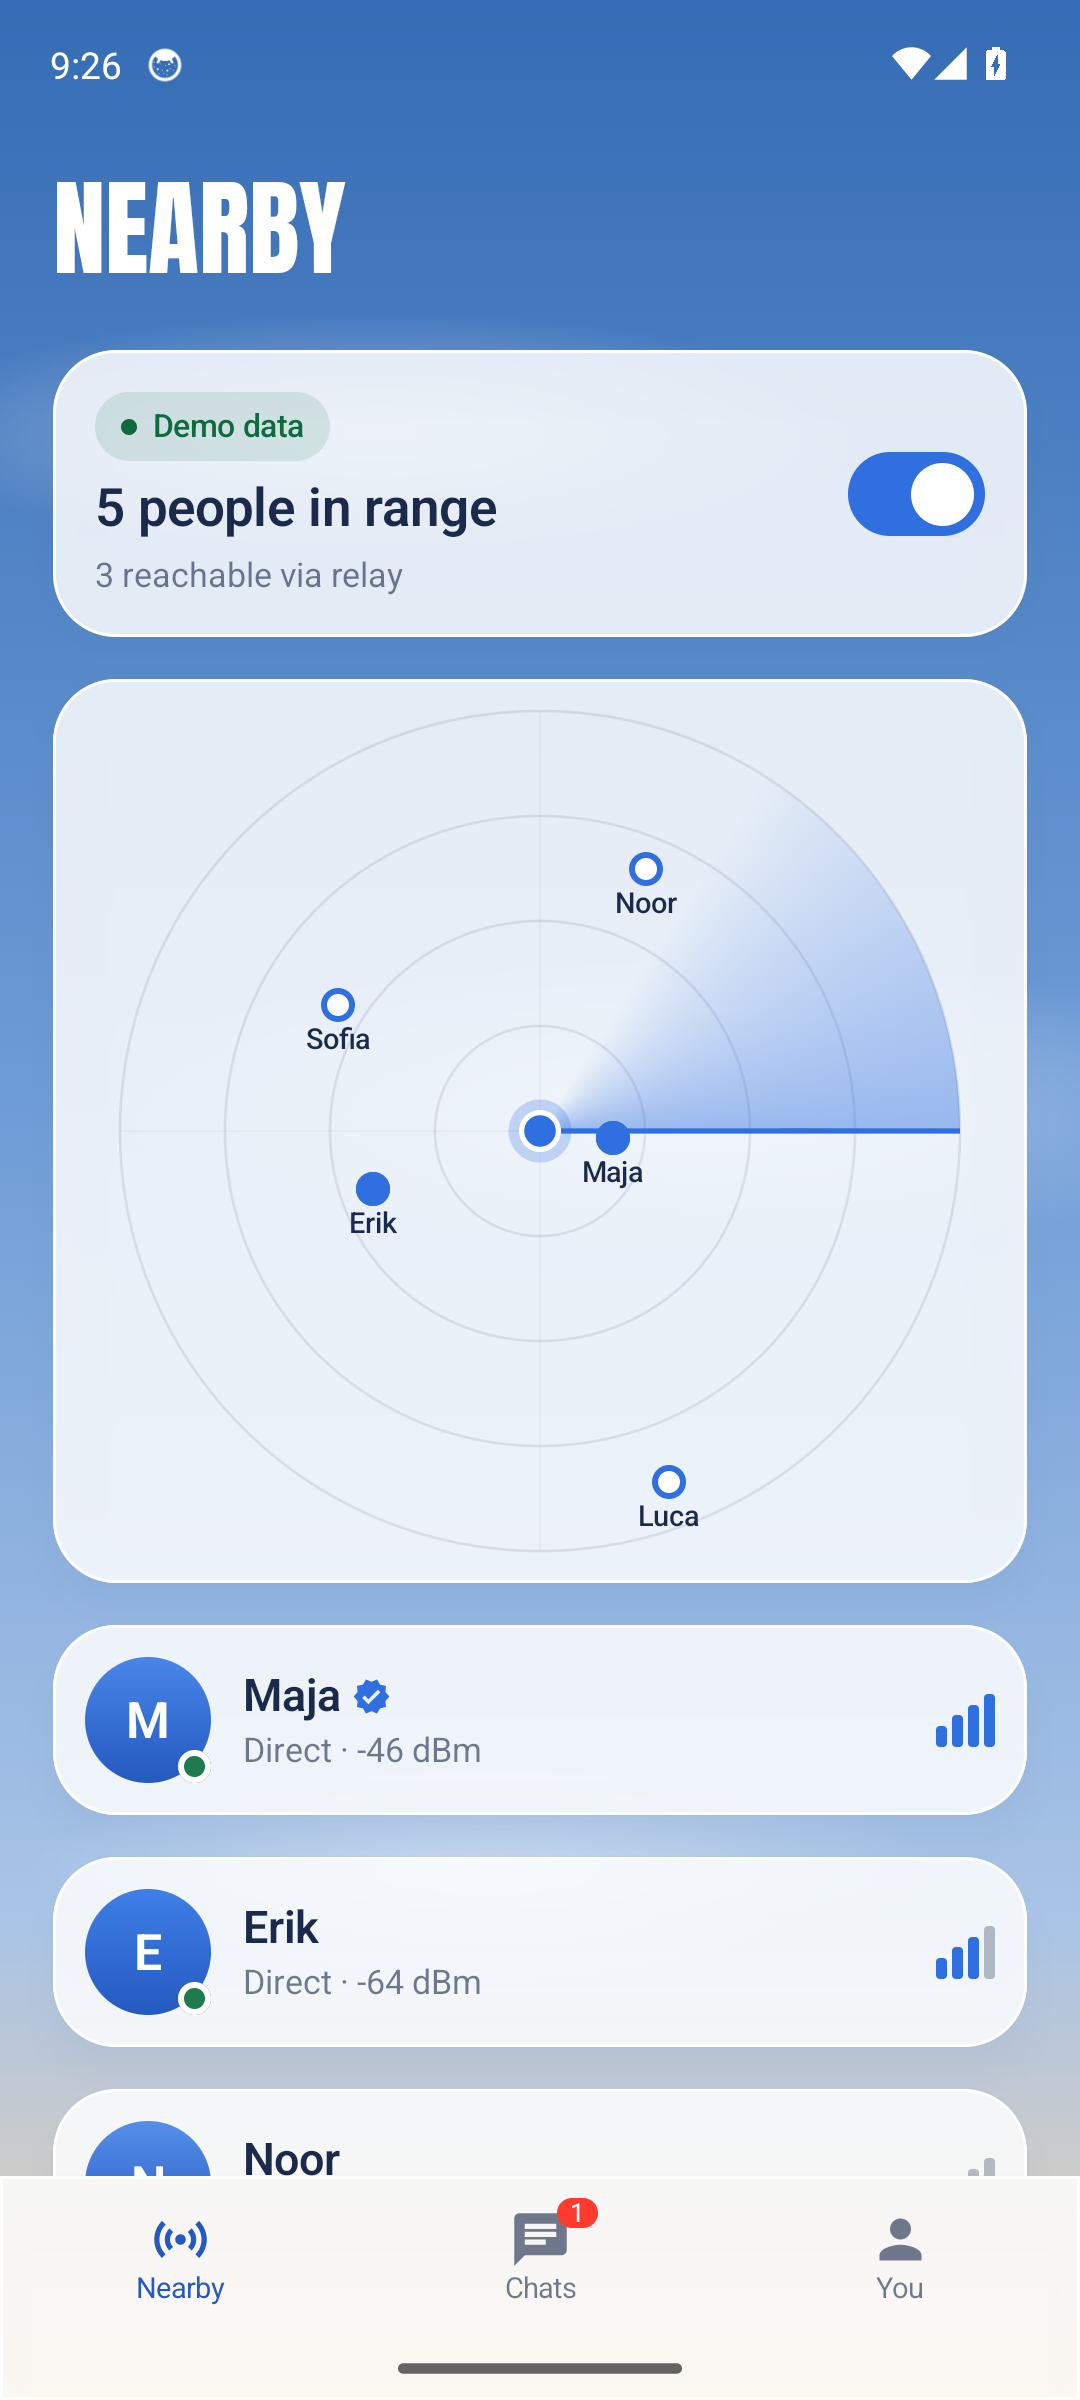 9:26
NEARBY
Demo data
5 people in range
3 reachable via relay
Noor
Sofia
Maja
Erik
Luca
M
Maja
Direct · -46 dBm
E
Erik
Direct · -64 dBm
N
Noor
1
Nearby
Chats
You